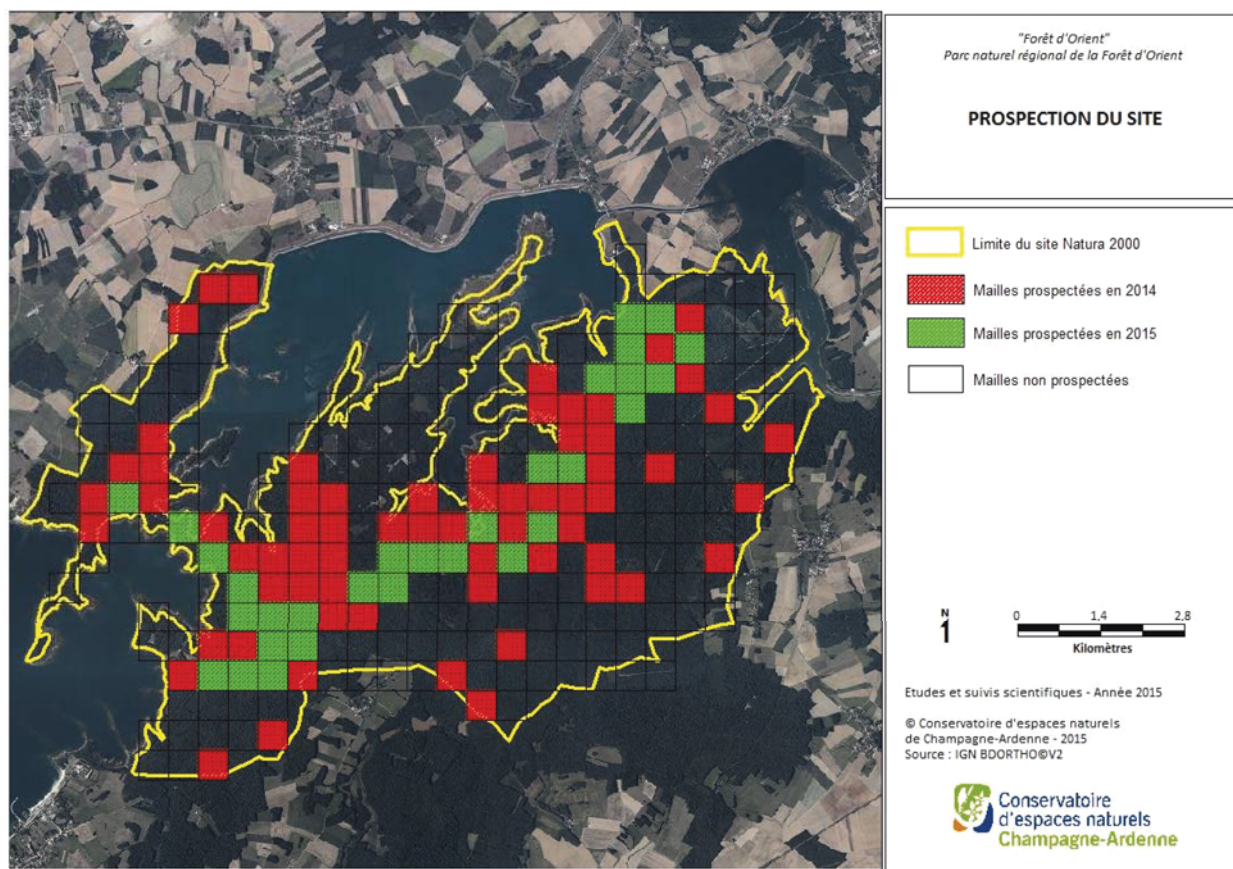 "Forêt d'Orient"
Parc naturel régional de la Forêt d'Orient
PROSPECTION DU SITE
Limite du site Natura 2000
Mailles prospectées en 2014
Mailles prospectées en 2015
Mailles non prospectées
N
0 1,4 2,8
Kilomètres
Etudes et suivis scientifiques - Année 2015
© Conservatoire d'espaces naturels
de Champagne-Ardenne - 2015
Source : IGN BDORTHO©V2
Conservatoire
d'espaces naturels
Champagne-Ardenne